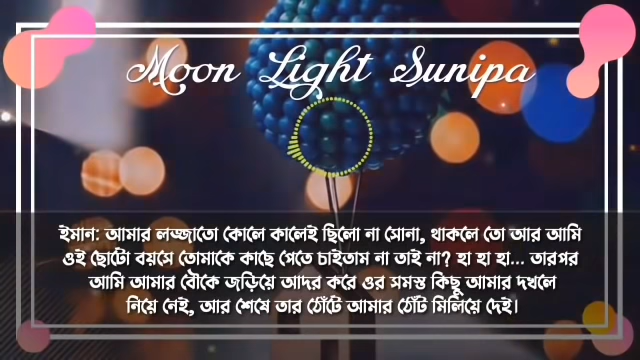 Moon Light Sunipa
ইমান: আমার লজ্জাতো কোলে কালেই ছিলো না সোনা, থাকলে তো আর আমি
ওই ছোটো বয়সে তোমাকে কাছে পেতে চাইতাম না তাই না? হা হা হা... তারপর
আমি আমার বৌকে জড়িয়ে আদর করে ওর সমস্ত কিছু আমার দখলে
নিয়ে নেই, আর শেষে তার ঠোঁটে আমার ঠোঁট মিলিয়ে দেই।